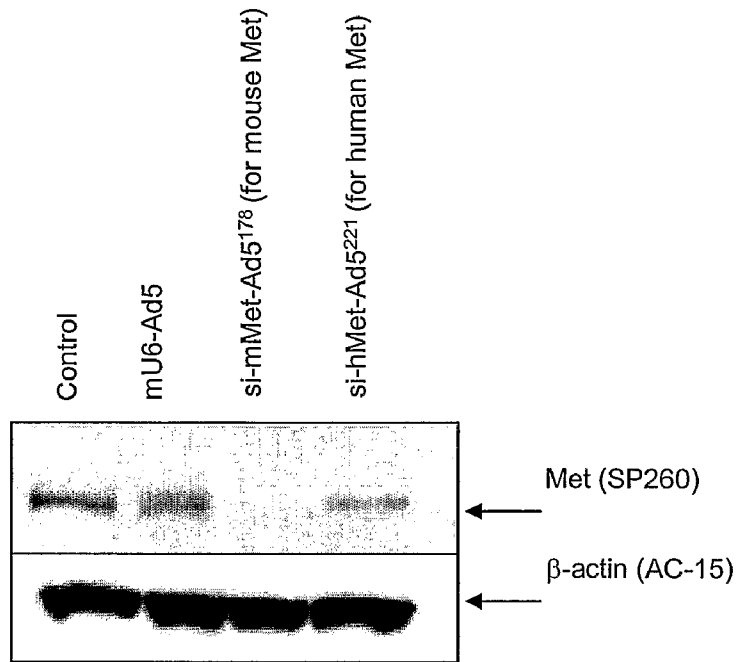 Control
mU6-Ad5
si-mMet-Ad5¹⁷⁸ (for mouse Met)
si-hMet-Ad5²²¹ (for human Met)
Met (SP260)
β-actin (AC-15)